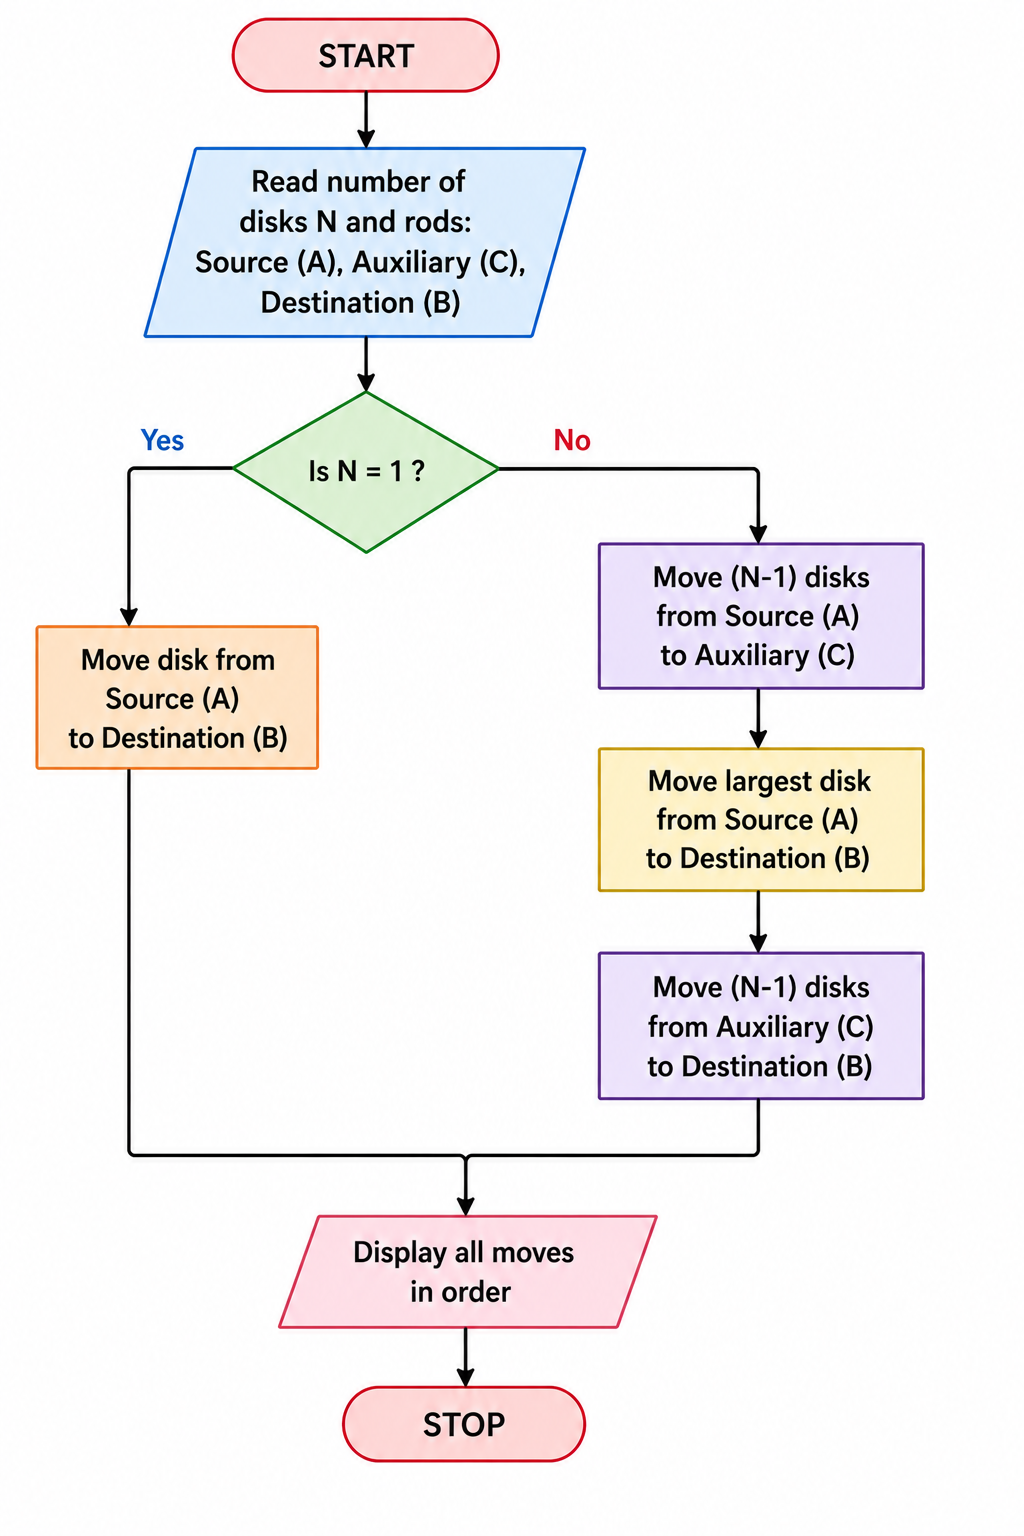 START
Read number of
disks N and rods:
Source (A), Auxiliary (C),
Destination (B)
Is N = 1 ?
Yes
No
Move disk from
Source (A)
to Destination (B)
Move (N-1) disks
from Source (A)
to Auxiliary (C)
Move largest disk
from Source (A)
to Destination (B)
Move (N-1) disks
from Auxiliary (C)
to Destination (B)
Display all moves
in order
STOP